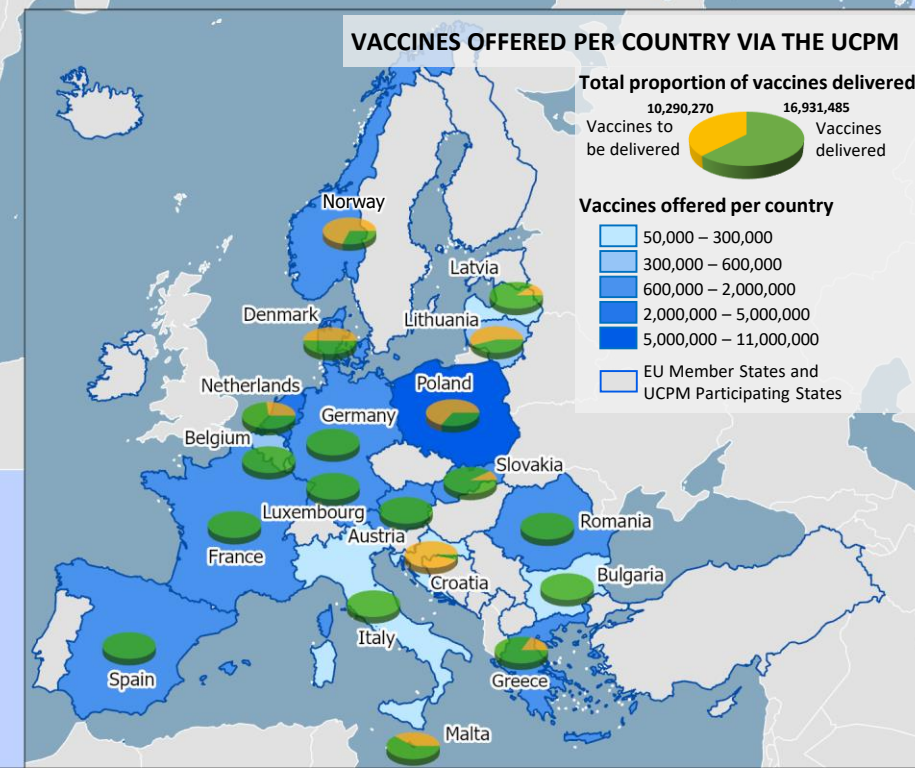 VACCINES OFFERED PER COUNTRY VIA THE UCPM
Total proportion of vaccines delivered
10,290,270
16,931,485
Vaccines to
be delivered
Vaccines
delivered
Vaccines offered per country
50,000 – 300,000
300,000 – 600,000
600,000 – 2,000,000
2,000,000 – 5,000,000
5,000,000 – 11,000,000
EU Member States and
UCPM Participating States
Norway
Latvia
Denmark
Lithuania
Netherlands
Poland
Germany
Belgium
Slovakia
Luxembourg
Romania
Austria
France
Croatia
Bulgaria
Italy
Spain
Greece
Malta